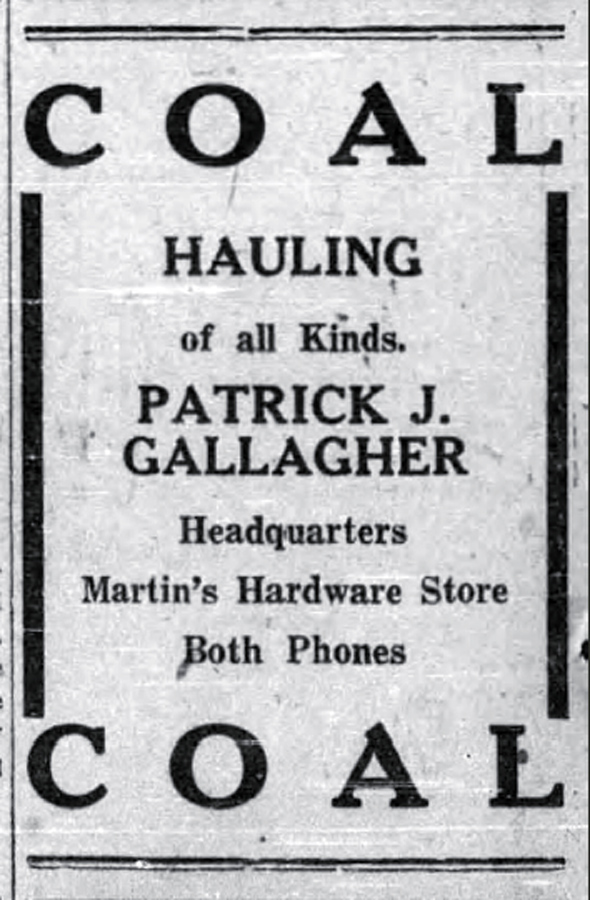 COAL
HAULING
of all Kinds.
PATRICK J.
GALLAGHER
Headquarters
Martin's Hardware Store
Both Phones
COAL